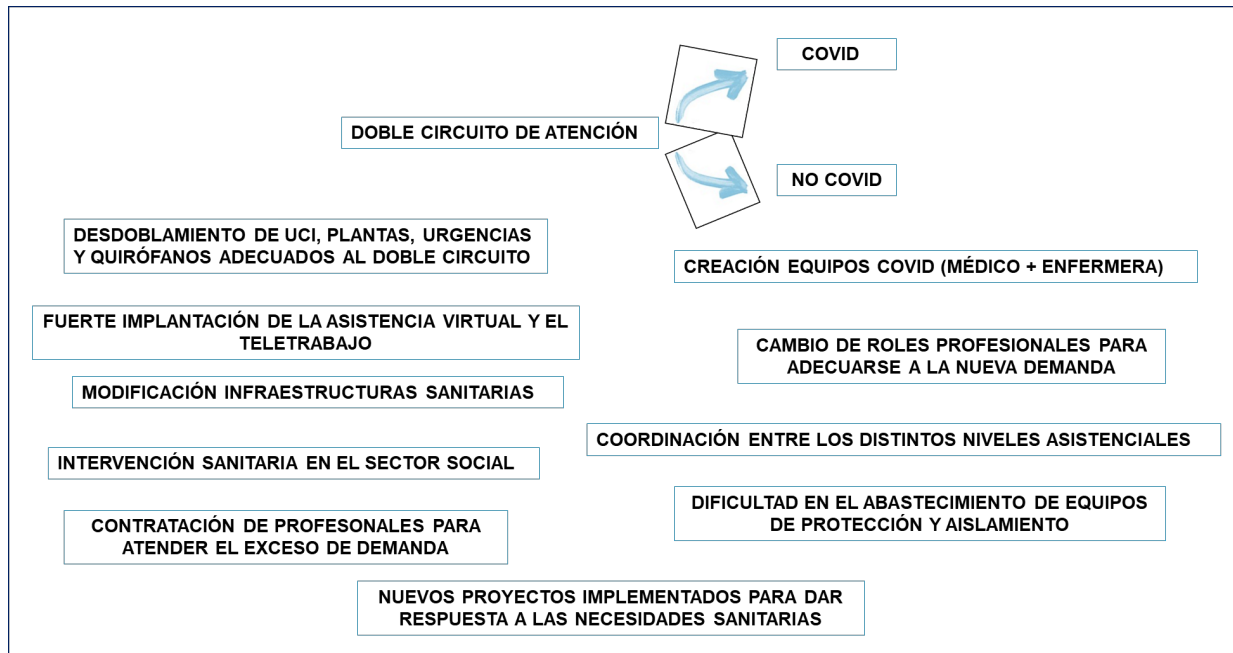 COVID
DOBLE CIRCUITO DE ATENCIÓN
NO COVID
DESDOBLAMIENTO DE UCI, PLANTAS, URGENCIAS
Y QUIRÓFANOS ADECUADOS AL DOBLE CIRCUITO
CREACIÓN EQUIPOS COVID (MÉDICO + ENFERMERA)
FUERTE IMPLANTACIÓN DE LA ASISTENCIA VIRTUAL Y EL
TELETRABAJO
CAMBIO DE ROLES PROFESIONALES PARA
ADECUARSE A LA NUEVA DEMANDA
MODIFICACIÓN INFRAESTRUCTURAS SANITARIAS
COORDINACIÓN ENTRE LOS DISTINTOS NIVELES ASISTENCIALES
INTERVENCIÓN SANITARIA EN EL SECTOR SOCIAL
DIFICULTAD EN EL ABASTECIMIENTO DE EQUIPOS
DE PROTECCIÓN Y AISLAMIENTO
CONTRATACIÓN DE PROFESONALES PARA
ATENDER EL EXCESO DE DEMANDA
NUEVOS PROYECTOS IMPLEMENTADOS PARA DAR
RESPUESTA A LAS NECESIDADES SANITARIAS